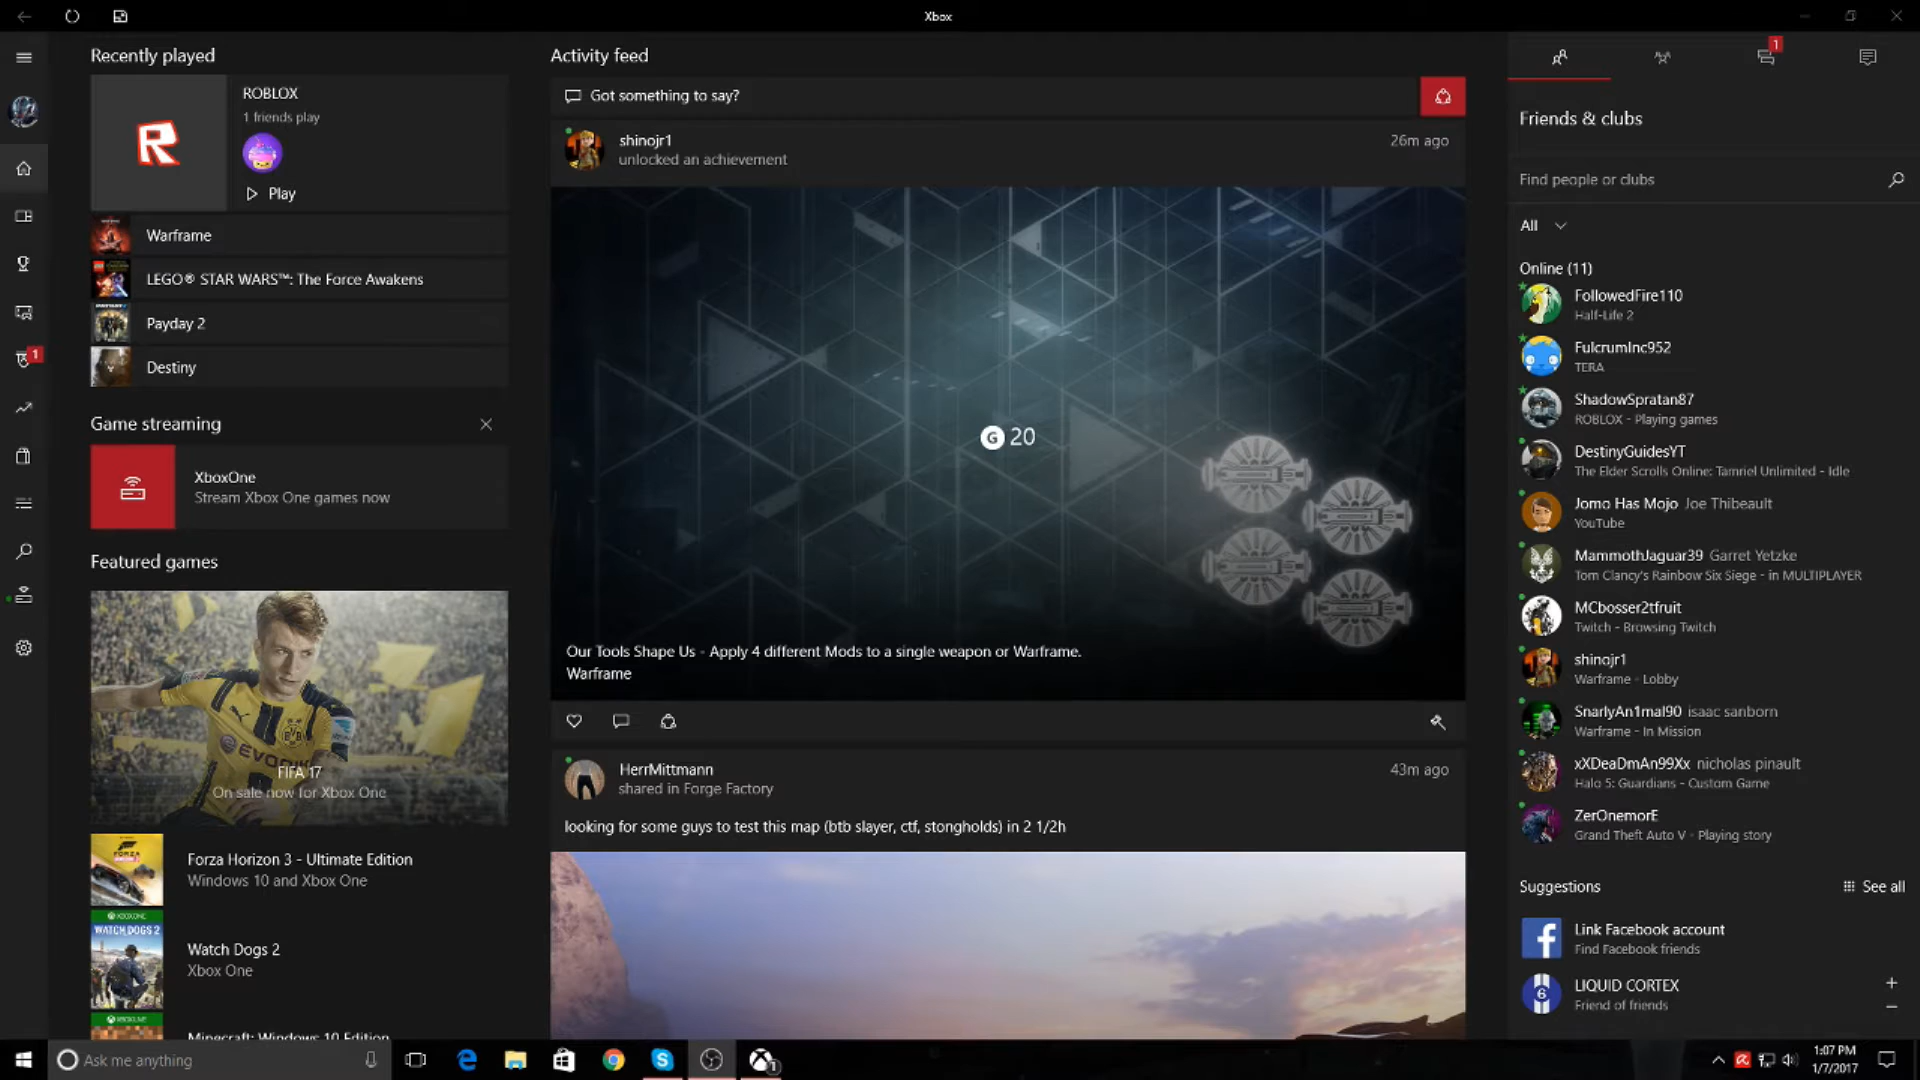 Xbox
Recently played
ROBLOX
1 friends play
Play
Warframe
LEGO® STAR WARS™: The Force Awakens
Payday 2
Destiny
1
Game streaming
XboxOne
Stream Xbox One games now
Featured games
FIFA 17
On sale now for Xbox One
Forza Horizon 3 - Ultimate Edition
Windows 10 and Xbox One
XBOX ONE
WATCH DOGS 2
Watch Dogs 2
Xbox One
Minecraft: Windows 10 Edition
Activity feed
Got something to say?
shinojr1
26m ago
unlocked an achievement
G 20
Our Tools Shape Us - Apply 4 different Mods to a single weapon or Warframe.
Warframe
HerrMittmann
43m ago
shared in Forge Factory
looking for some guys to test this map (btb slayer, ctf, stongholds) in 2 1/2h
1
Friends & clubs
Find people or clubs
All
Online (11)
FollowedFire110
Half-Life 2
FulcrumInc952
TERA
ShadowSpratan87
ROBLOX - Playing games
DestinyGuidesYT
The Elder Scrolls Online: Tamriel Unlimited - Idle
Jomo Has Mojo Joe Thibeault
YouTube
MammothJaguar39 Garret Yetzke
Tom Clancy's Rainbow Six Siege - in MULTIPLAYER
MCbosser2tfruit
Twitch - Browsing Twitch
shinojr1
Warframe - Lobby
SnarlyAn1mal90 isaac sanborn
Warframe - In Mission
xXDeaDmAn99Xx nicholas pinault
Halo 5: Guardians - Custom Game
ZerOnemorE
Grand Theft Auto V - Playing story
Suggestions
See all
Link Facebook account
Find Facebook friends
LIQUID CORTEX
Friend of friends
Ask me anything
1
1:07 PM
1/7/2017